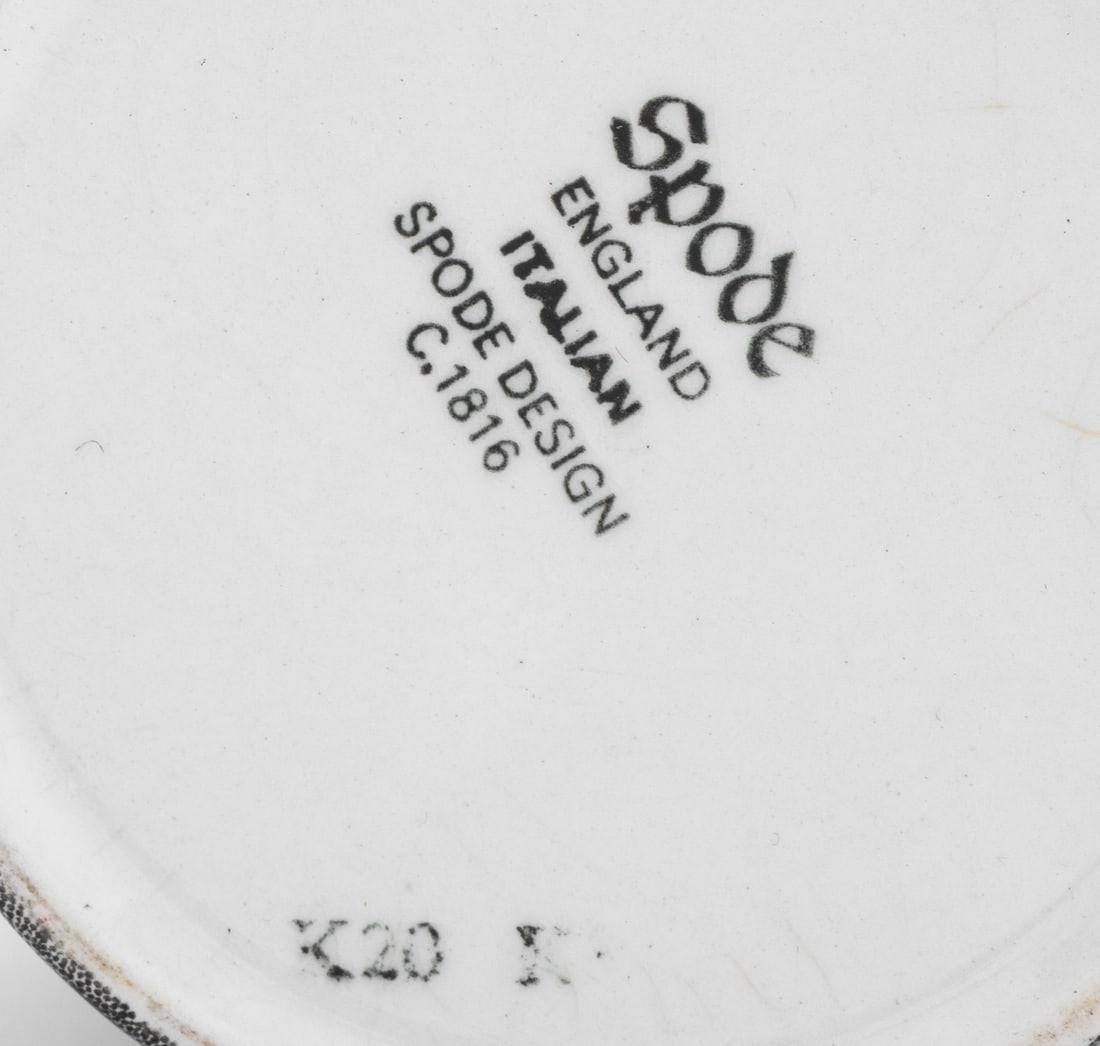 Spode
ENGLAND
ITALIAN
SPODE DESIGN
C.1816
K20 K